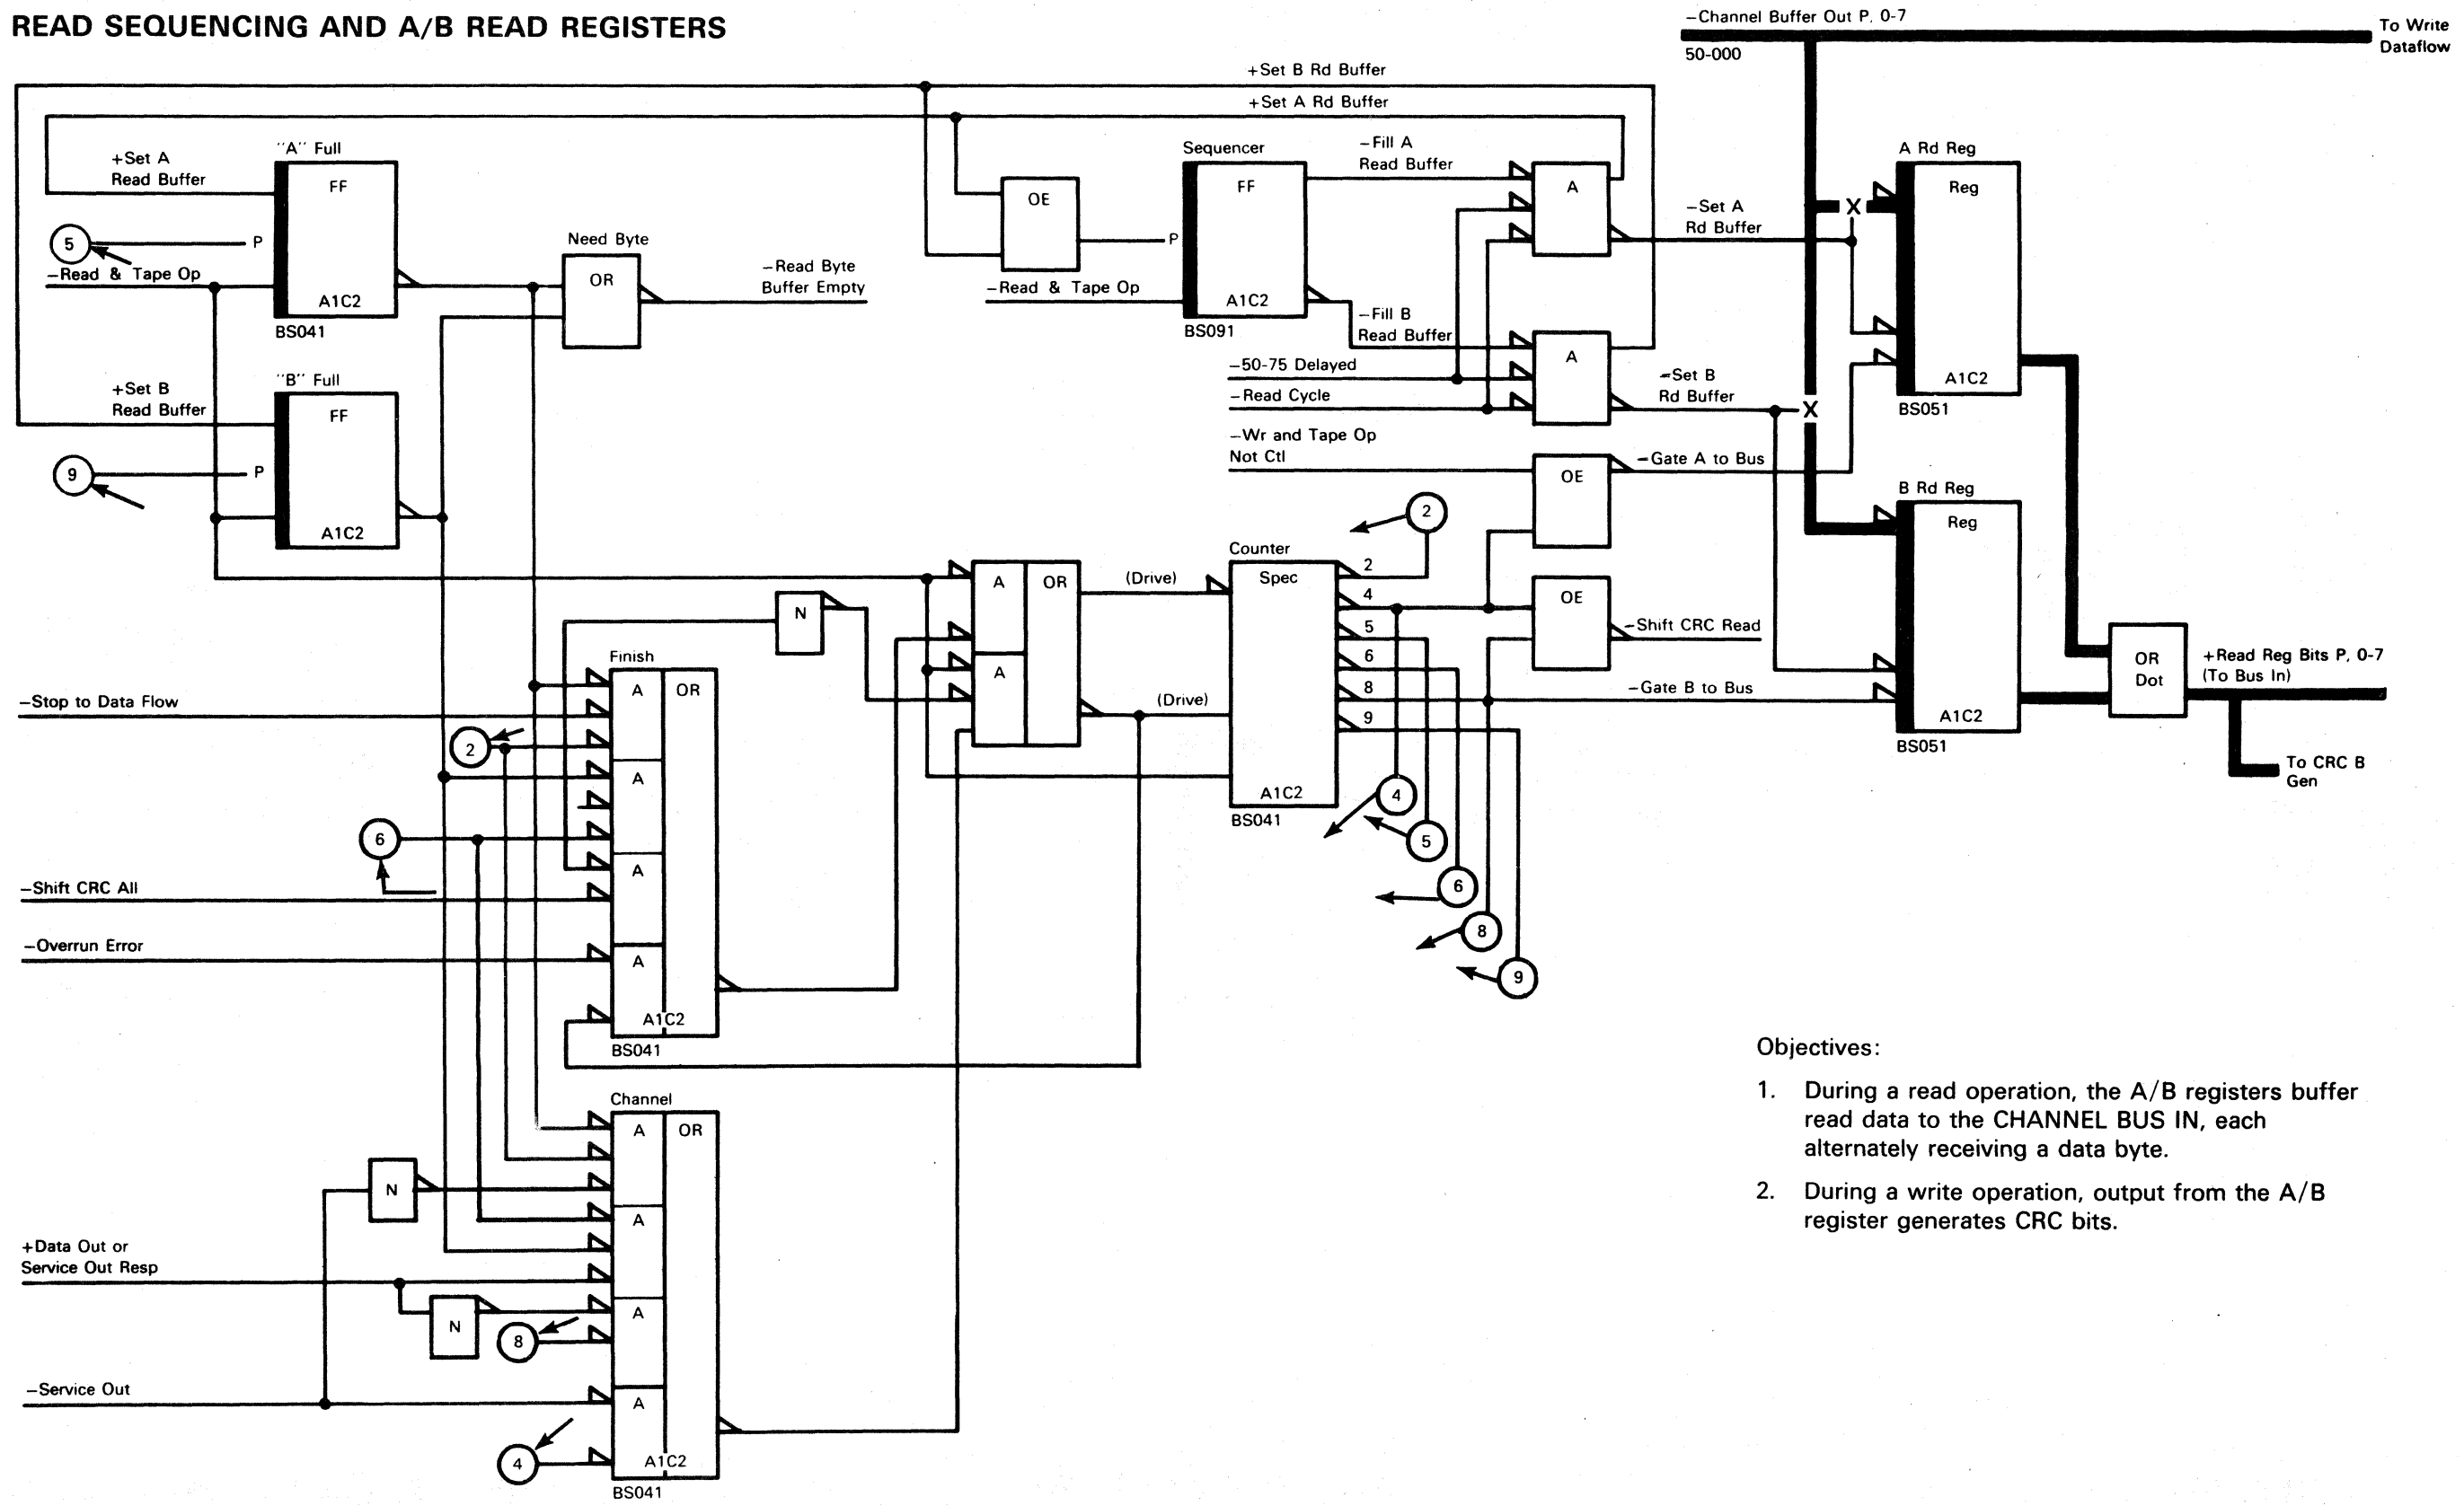 READ SEQUENCING AND A/B READ REGISTERS
—Channel Buffer Out P, 0-7
50-000
To Write
Dataflow
+Set B Rd Buffer
+Set A Rd Buffer
"A" Full
+Set A
Read Buffer
FF
5
P
—Read & Tape Op
A1C2
BS041
Need Byte
OR
—Read Byte
Buffer Empty
"B" Full
+Set B
Read Buffer
FF
9
P
A1C2
OE
Sequencer
FF
P
—Read & Tape Op
A1C2
BS091
—Fill A
Read Buffer
A
—Set A
Rd Buffer
X
—Fill B
Read Buffer
A
—50-75 Delayed
—Read Cycle
—Set B
Rd Buffer
X
A Rd Reg
Reg
A1C2
BS051
—Wr and Tape Op
Not Ctl
OE
—Gate A to Bus
B Rd Reg
Reg
A1C2
BS051
2
Counter
Spec
2
4
5
6
8
9
A1C2
BS041
OE
—Shift CRC Read
—Gate B to Bus
4
5
6
8
9
OR
Dot
+Read Reg Bits P, 0-7
(To Bus In)
To CRC B
Gen
A
OR
A
(Drive)
(Drive)
N
Finish
A
OR
—Stop to Data Flow
2
A
6
A
—Shift CRC All
—Overrun Error
A
A1C2
BS041
Channel
A
OR
N
A
+Data Out or
Service Out Resp
A
N
8
—Service Out
A
4
A1C2
BS041
Objectives:
1. During a read operation, the A/B registers buffer
read data to the CHANNEL BUS IN, each
alternately receiving a data byte.
2. During a write operation, output from the A/B
register generates CRC bits.